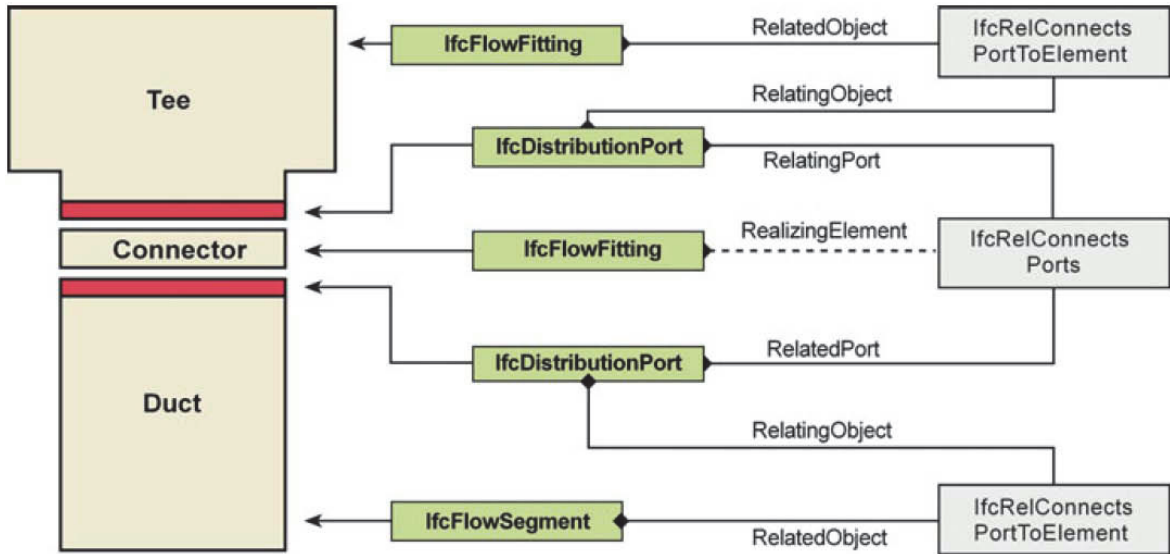 IfcFlowFitting
RelatedObject
IfcRelConnects
PortToElement
Tee
RelatingObject
IfcDistributionPort
RelatingPort
Connector
IfcFlowFitting
RealizingElement
IfcRelConnects
Ports
IfcDistributionPort
RelatedPort
Duct
RelatingObject
IfcFlowSegment
RelatedObject
IfcRelConnects
PortToElement